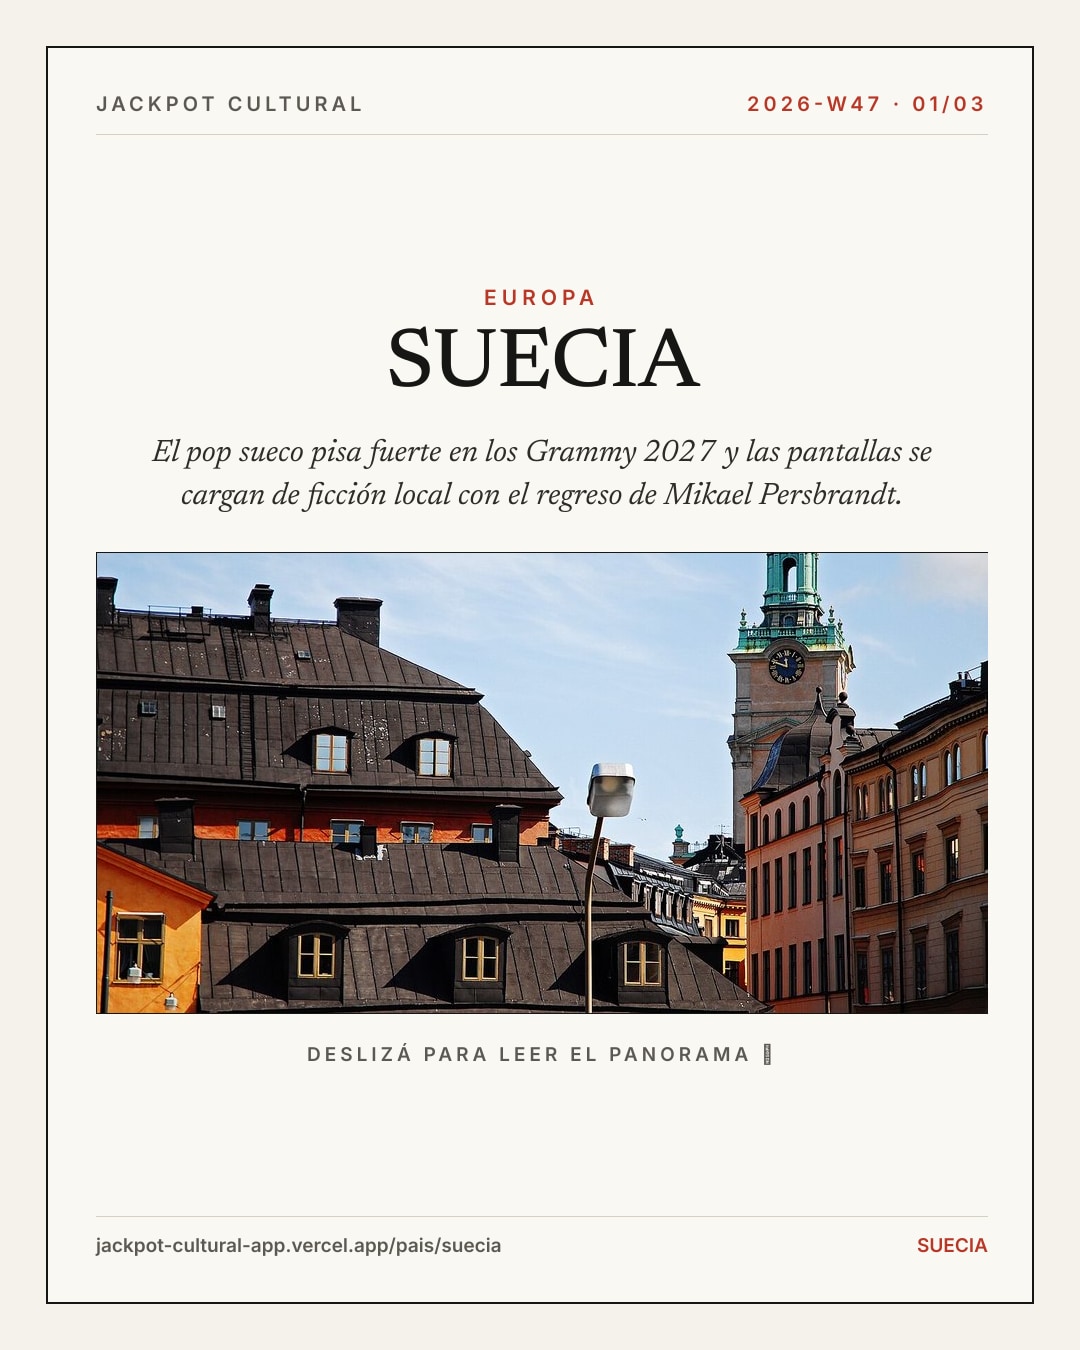 JACKPOT CULTURAL
2026-W47 · 01/03
EUROPA
SUECIA
El pop sueco pisa fuerte en los Grammy 2027 y las pantallas se
cargan de ficción local con el regreso de Mikael Persbrandt.
DESLIZÁ PARA LEER EL PANORAMA
jackpot-cultural-app.vercel.app/pais/suecia
SUECIA